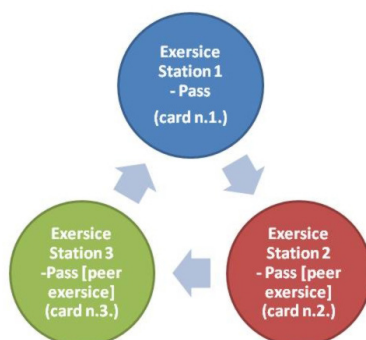 Exersice
Station 1
- Pass
(card n.1.)
Exersice
Station 3
-Pass [peer
exersice]
(card n.3.)
Exersice
Station 2
- Pass [peer
exersice]
(card n.2.)